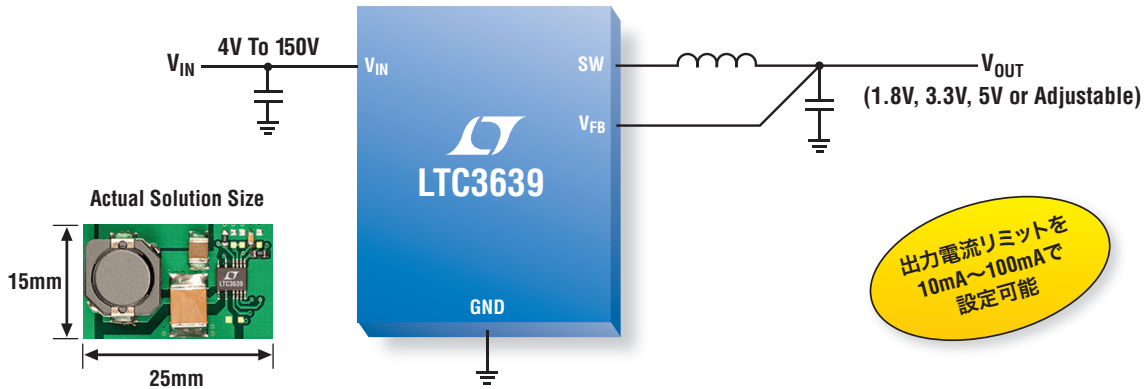 4V To 150V
VIN
VIN
SW
VOUT
(1.8V, 3.3V, 5V or Adjustable)
VFB
LTC3639
GND
Actual Solution Size
15mm
LTC3639
25mm
出力電流リミットを
10mA～100mAで
設定可能